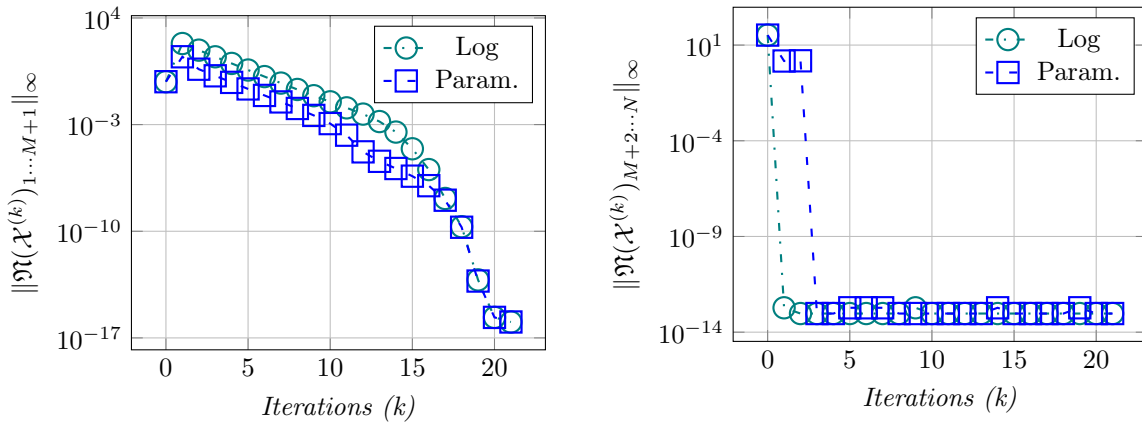 10^4
10^{-3}
10^{-10}
10^{-17}
0 5 10 15 20
Iterations (k)
‖𝔑(𝒳^{(k)})_{1⋯M+1}‖_∞
Log
Param.
10^1
10^{-4}
10^{-9}
10^{-14}
0 5 10 15 20
Iterations (k)
‖𝔑(𝒳^{(k)})_{M+2⋯N}‖_∞
Log
Param.